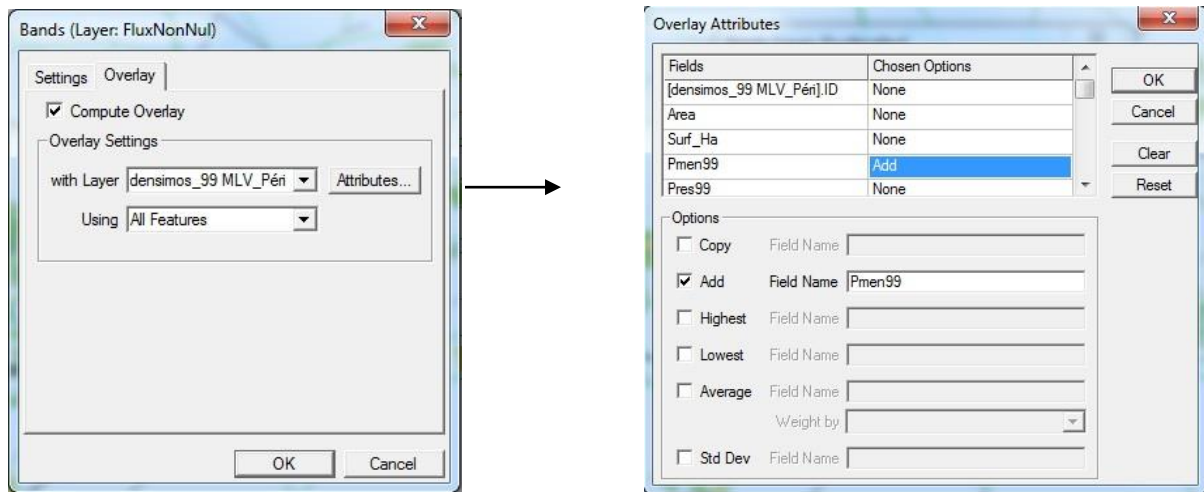 Bands (Layer: FluxNonNul)
Settings Overlay
Compute Overlay
Overlay Settings
with Layer densimos_99 MLV_Péri Attributes...
Using All Features
OK Cancel
Overlay Attributes
Fields Chosen Options
[densimos_99 MLV_Péri].ID None
Area None
Surf_Ha None
Pmen99 Add
Pres99 None
OK
Cancel
Clear
Reset
Options
Copy Field Name
Add Field Name Pmen99
Highest Field Name
Lowest Field Name
Average Field Name
Weight by
Std Dev Field Name